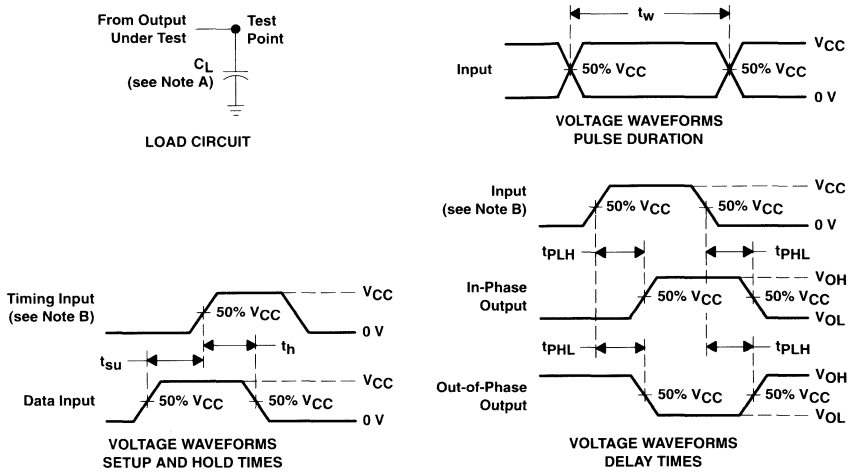 From Output
Under Test
Test
Point
CL
(see Note A)
LOAD CIRCUIT
tw
Input
50% VCC
50% VCC
VCC
0 V
VOLTAGE WAVEFORMS
PULSE DURATION
Timing Input
(see Note B)
50% VCC
VCC
0 V
tsu
th
Data Input
50% VCC
50% VCC
VCC
0 V
VOLTAGE WAVEFORMS
SETUP AND HOLD TIMES
Input
(see Note B)
50% VCC
50% VCC
VCC
0 V
tPLH
tPHL
In-Phase
Output
50% VCC
50% VCC
VOH
VOL
tPHL
tPLH
Out-of-Phase
Output
50% VCC
50% VCC
VOH
VOL
VOLTAGE WAVEFORMS
DELAY TIMES